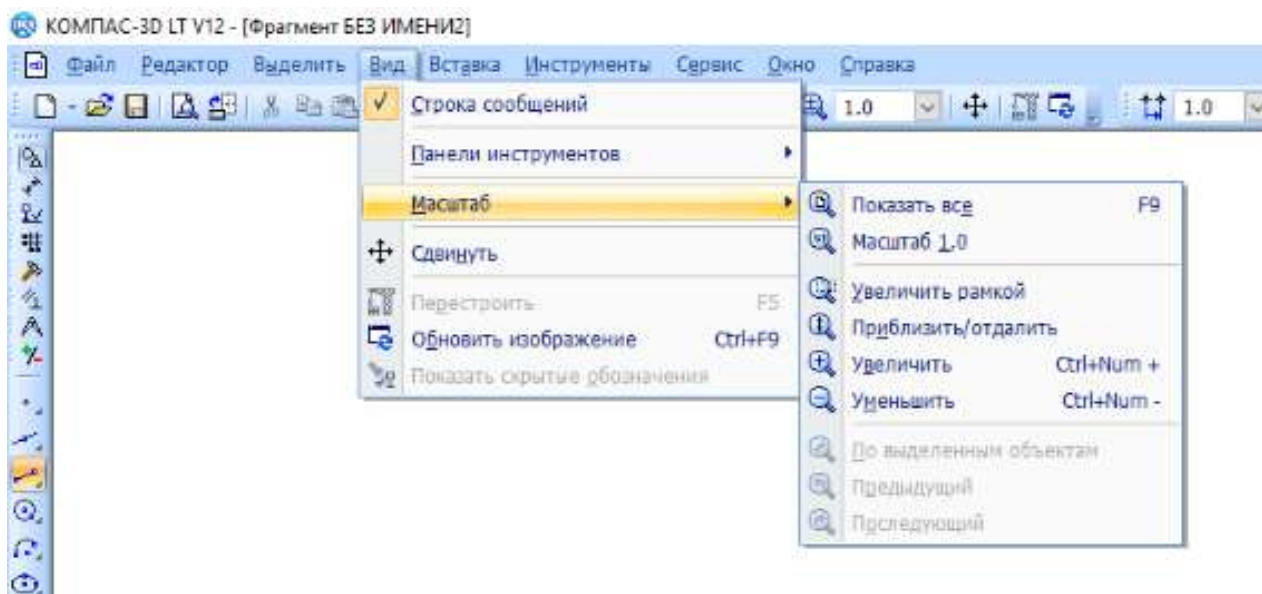 КОМПАС-3D LT V12 - [Фрагмент БЕЗ ИМЕНИ2]
Файл Редактор Выделить Вид Вставка Инструменты Сервис Окно Справка
1.0 1.0
Строка сообщений
Панели инструментов
Масштаб
Сдвинуть
Перестроить F5
Обновить изображение Ctrl+F9
Показать скрытые обозначения
Показать все F9
Масштаб 1.0
Увеличить рамкой
Приблизить/отдалить
Увеличить Ctrl+Num +
Уменьшить Ctrl+Num -
По выделенным объектам
Предыдущий
Последующий